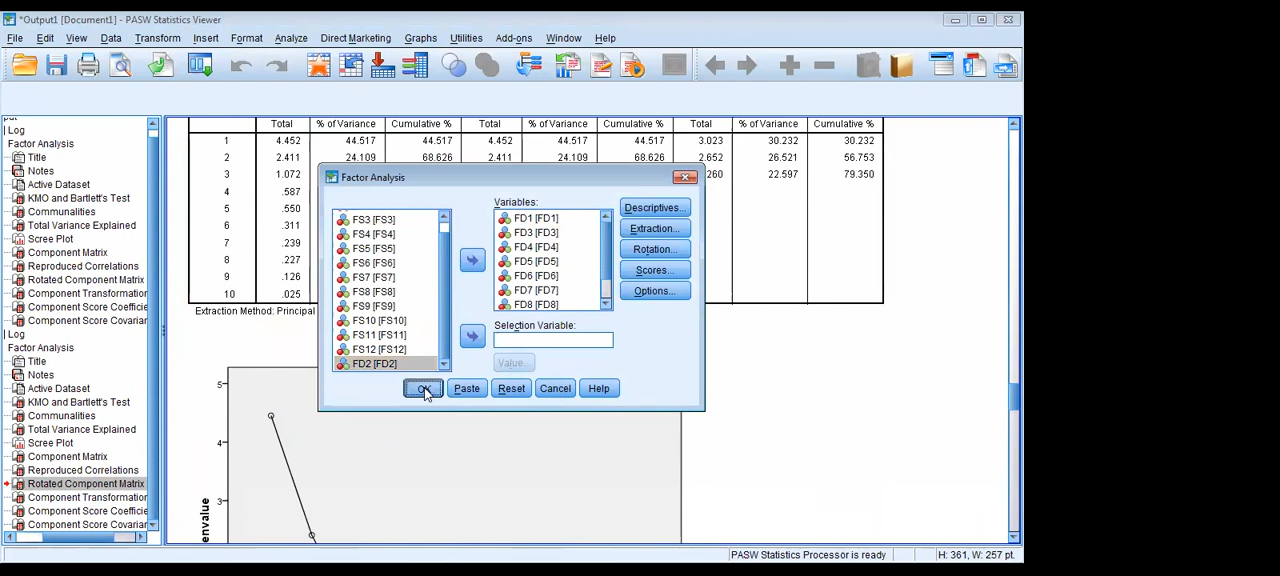 *Output1 [Document1] - PASW Statistics Viewer
File Edit View Data Transform Insert Format Analyze Direct Marketing Graphs Utilities Add-ons Window Help
Log
Factor Analysis
Title
Notes
Active Dataset
KMO and Bartlett's Test
Communalities
Total Variance Explained
Scree Plot
Component Matrix
Reproduced Correlations
Rotated Component Matrix
Component Transformation
Component Score Coefficie
Component Score Covarian
Log
Factor Analysis
Title
Notes
Active Dataset
KMO and Bartlett's Test
Communalities
Total Variance Explained
Scree Plot
Component Matrix
Reproduced Correlations
Rotated Component Matrix
Component Transformation
Component Score Coefficie
Component Score Covarian
Total % of Variance Cumulative % Total % of Variance Cumulative % Total % of Variance Cumulative %
1 4.452 44.517 44.517 4.452 44.517 44.517 3.023 30.232 30.232
2 2.411 24.109 68.626 2.411 24.109 68.626 2.652 26.521 56.753
3 1.072 260 22.597 79.350
4 .587
5 .550
6 .311
7 .239
8 .227
9 .126
10 .025
Extraction Method: Principal
5
4
3
envalue
Factor Analysis
FS3 [FS3]
FS4 [FS4]
FS5 [FS5]
FS6 [FS6]
FS7 [FS7]
FS8 [FS8]
FS9 [FS9]
FS10 [FS10]
FS11 [FS11]
FS12 [FS12]
FD2 [FD2]
Variables:
FD1 [FD1]
FD3 [FD3]
FD4 [FD4]
FD5 [FD5]
FD6 [FD6]
FD7 [FD7]
FD8 [FD8]
Selection Variable:
Value...
Descriptives...
Extraction...
Rotation...
Scores...
Options...
OK Paste Reset Cancel Help
PASW Statistics Processor is ready H: 361, W: 257 pt.